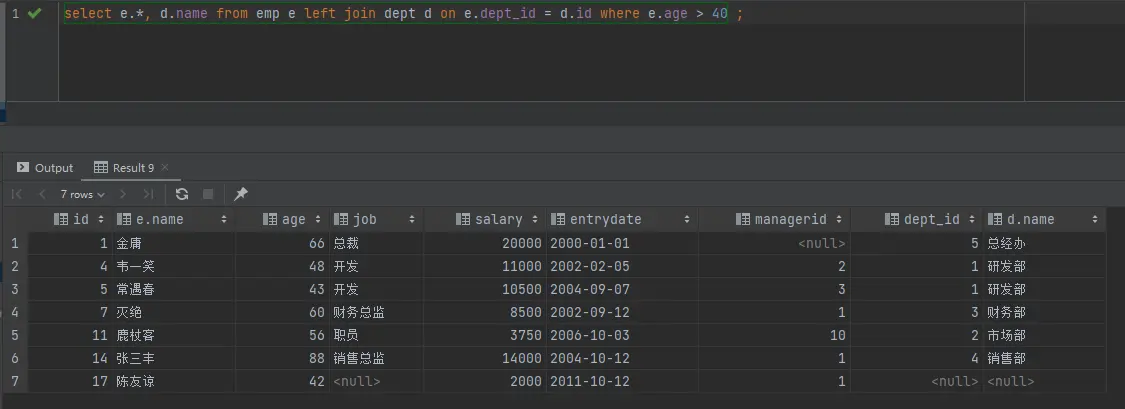 1 select e.*, d.name from emp e left join dept d on e.dept_id = d.id where e.age > 40 ;
Output Result 9
7 rows
id e.name age job salary entrydate managerid dept_id d.name
1 1 金庸 66 总裁 20000 2000-01-01 <null> 5 总经办
2 4 韦一笑 48 开发 11000 2002-02-05 2 1 研发部
3 5 常遇春 43 开发 10500 2004-09-07 3 1 研发部
4 7 灭绝 60 财务总监 8500 2002-09-12 1 3 财务部
5 11 鹿杖客 56 职员 3750 2006-10-03 10 2 市场部
6 14 张三丰 88 销售总监 14000 2004-10-12 1 4 销售部
7 17 陈友谅 42 <null> 2000 2011-10-12 1 <null> <null>